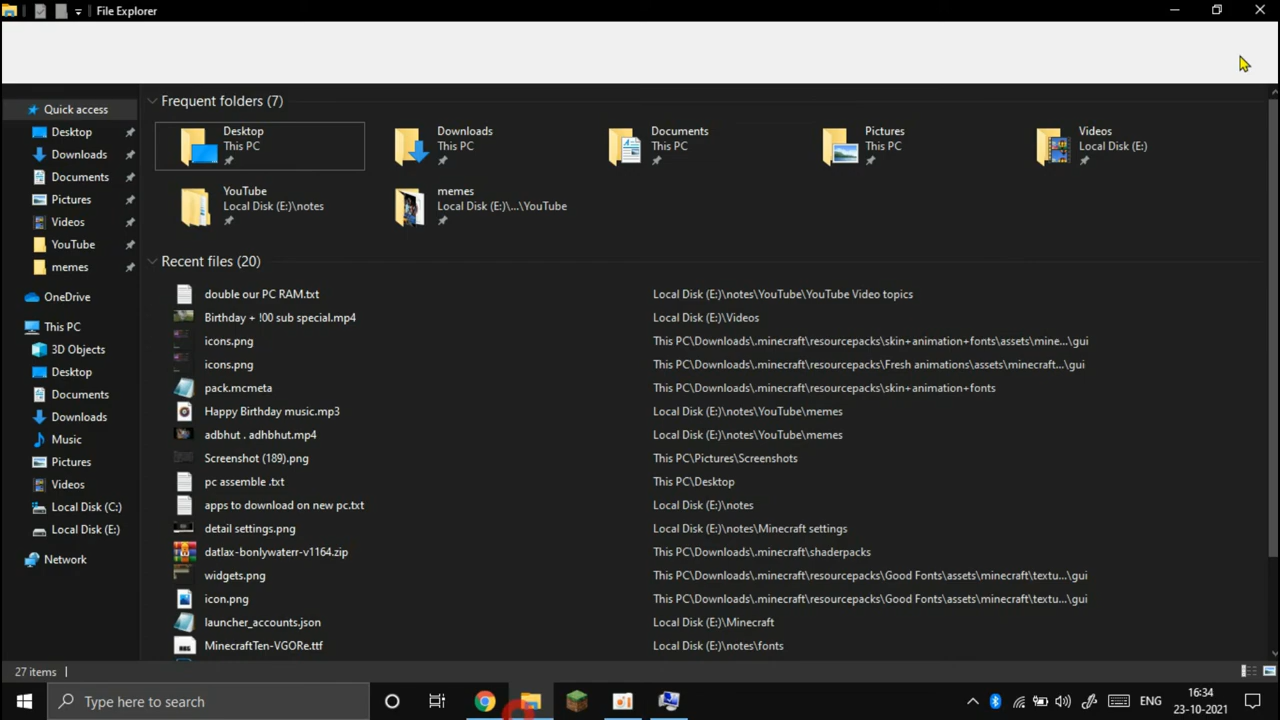 File Explorer
Quick access
Desktop
Downloads
Documents
Pictures
Videos
YouTube
memes
OneDrive
This PC
3D Objects
Desktop
Documents
Downloads
Music
Pictures
Videos
Local Disk (C:)
Local Disk (E:)
Network
Frequent folders (7)
Desktop
This PC
Downloads
This PC
Documents
This PC
Pictures
This PC
Videos
Local Disk (E:)
YouTube
Local Disk (E:)\notes
memes
Local Disk (E:)\...\YouTube
Recent files (20)
double our PC RAM.txt Local Disk (E:)\notes\YouTube\YouTube Video topics
Birthday + !00 sub special.mp4 Local Disk (E:)\Videos
icons.png This PC\Downloads\.minecraft\resourcepacks\skin+animation+fonts\assets\mine...\gui
icons.png This PC\Downloads\.minecraft\resourcepacks\Fresh animations\assets\minecraft...\gui
pack.mcmeta This PC\Downloads\.minecraft\resourcepacks\skin+animation+fonts
Happy Birthday music.mp3 Local Disk (E:)\notes\YouTube\memes
adbhut . adhbhut.mp4 Local Disk (E:)\notes\YouTube\memes
Screenshot (189).png This PC\Pictures\Screenshots
pc assemble .txt This PC\Desktop
apps to download on new pc.txt Local Disk (E:)\notes
detail settings.png Local Disk (E:)\notes\Minecraft settings
datlax-bonlywaterr-v1164.zip This PC\Downloads\.minecraft\shaderpacks
widgets.png This PC\Downloads\.minecraft\resourcepacks\Good Fonts\assets\minecraft\textu...\gui
icon.png This PC\Downloads\.minecraft\resourcepacks\Good Fonts\assets\minecraft\textu...\gui
launcher_accounts.json Local Disk (E:)\Minecraft
MinecraftTen-VGORe.ttf Local Disk (E:)\notes\fonts
27 items
Type here to search
ENG
16:34
23-10-2021